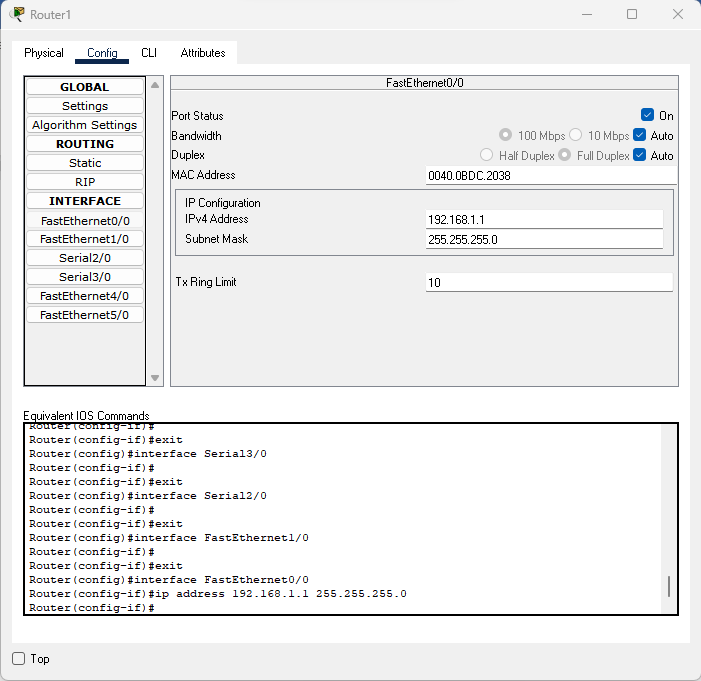 Router1
Physical Config CLI Attributes
GLOBAL
Settings
Algorithm Settings
ROUTING
Static
RIP
INTERFACE
FastEthernet0/0
FastEthernet1/0
Serial2/0
Serial3/0
FastEthernet4/0
FastEthernet5/0
FastEthernet0/0
Port Status On
Bandwidth 100 Mbps 10 Mbps Auto
Duplex Half Duplex Full Duplex Auto
MAC Address 0040.0BDC.2038
IP Configuration
IPv4 Address 192.168.1.1
Subnet Mask 255.255.255.0
Tx Ring Limit 10
Equivalent IOS Commands
Router(config-if)#
Router(config-if)#exit
Router(config)#interface Serial3/0
Router(config-if)#
Router(config-if)#exit
Router(config)#interface Serial2/0
Router(config-if)#
Router(config-if)#exit
Router(config)#interface FastEthernet1/0
Router(config-if)#
Router(config-if)#exit
Router(config)#interface FastEthernet0/0
Router(config-if)#ip address 192.168.1.1 255.255.255.0
Router(config-if)#
Top